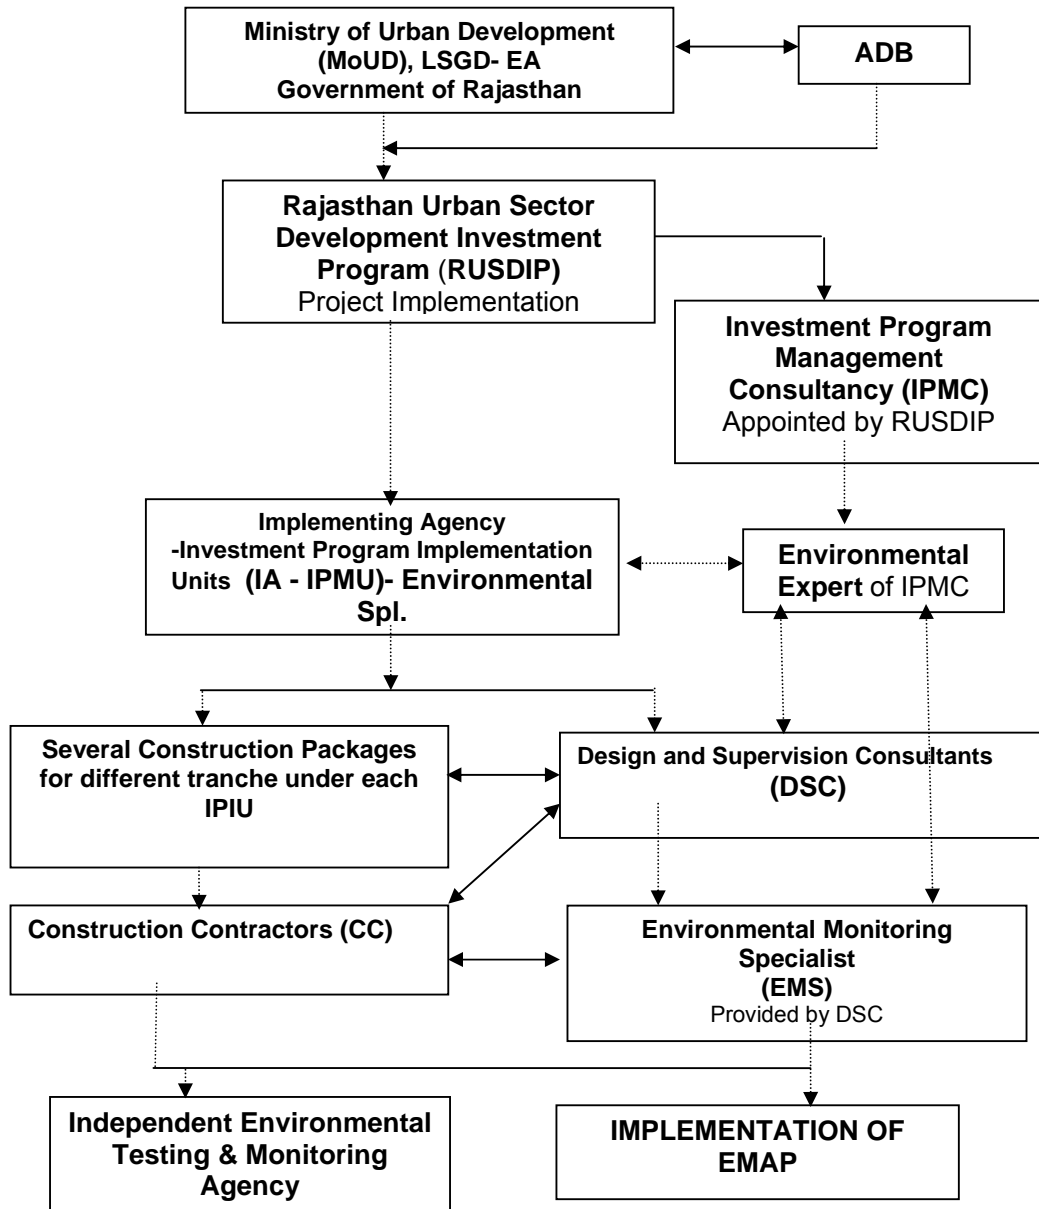 Ministry of Urban Development
(MoUD), LSGD- EA
Government of Rajasthan
ADB
Rajasthan Urban Sector
Development Investment
Program (RUSDIP)
Project Implementation
Investment Program
Management
Consultancy (IPMC)
Appointed by RUSDIP
Implementing Agency
-Investment Program Implementation
Units (IA - IPMU)- Environmental
Spl.
Environmental
Expert of IPMC
Several Construction Packages
for different tranche under each
IPIU
Design and Supervision Consultants
(DSC)
Construction Contractors (CC)
Environmental Monitoring
Specialist
(EMS)
Provided by DSC
Independent Environmental
Testing & Monitoring
Agency
IMPLEMENTATION OF
EMAP